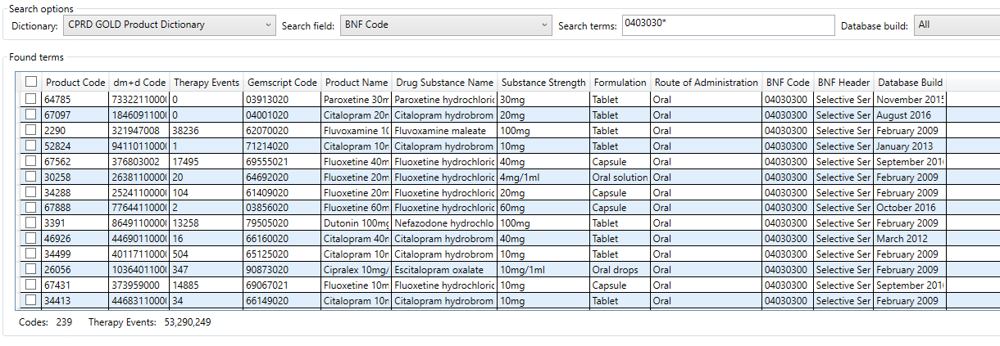 Search options
Dictionary: CPRD GOLD Product Dictionary Search field: BNF Code Search terms: 0403030* Database build: All
Found terms
Product Code dm+d Code Therapy Events Gemscript Code Product Name Drug Substance Name Substance Strength Formulation Route of Administration BNF Code BNF Header Database Build
64785 73322110000 0 03913020 Paroxetine 30m Paroxetine hydrochloric 30mg Tablet Oral 04030300 Selective Ser November 2015
67097 18460911000 0 04001020 Citalopram 20n Citalopram hydrobrom 20mg Tablet Oral 04030300 Selective Ser August 2016
2290 321947008 38236 62070020 Fluvoxamine 10 Fluvoxamine maleate 100mg Tablet Oral 04030300 Selective Ser February 2009
52824 94110110000 1 71214020 Citalopram 10n Citalopram hydrobrom 10mg Tablet Oral 04030300 Selective Ser January 2013
67562 376803002 17495 69555021 Fluoxetine 40m Fluoxetine hydrochloric 40mg Capsule Oral 04030300 Selective Ser September 201
30258 26381100000 20 64692020 Fluoxetine 20m Fluoxetine hydrochloric 4mg/1ml Oral solution Oral 04030300 Selective Ser February 2009
34288 25241100000 104 61409020 Fluoxetine 20m Fluoxetine hydrochloric 20mg Capsule Oral 04030300 Selective Ser February 2009
67888 77644110000 2 03856020 Fluoxetine 60m Fluoxetine hydrochloric 60mg Capsule Oral 04030300 Selective Ser October 2016
3391 86491100000 13258 79505020 Dutonin 100mg Nefazodone hydrochlo 100mg Tablet Oral 04030300 Selective Ser February 2009
46926 44690110000 16 66160020 Citalopram 40n Citalopram hydrobrom 40mg Tablet Oral 04030300 Selective Ser March 2012
34499 40117110000 504 65125020 Citalopram 10n Citalopram hydrobrom 10mg Tablet Oral 04030300 Selective Ser February 2009
26056 10364011000 347 90873020 Cipralex 10mg/ Escitalopram oxalate 10mg/1ml Oral drops Oral 04030300 Selective Ser February 2009
67431 373959000 14885 69067021 Fluoxetine 10m Fluoxetine hydrochloric 10mg Capsule Oral 04030300 Selective Ser September 201
34413 44683110000 34 66149020 Citalopram 10n Citalopram hydrobrom 10mg Tablet Oral 04030300 Selective Ser February 2009
Codes: 239 Therapy Events: 53,290,249